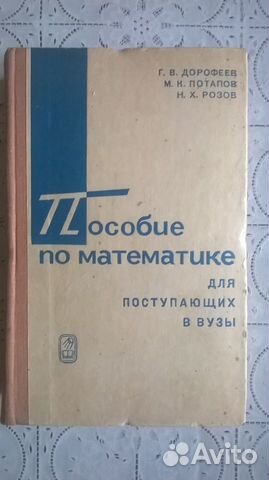 Г. В. ДОРОФЕЕВ
М. К. ПОТАПОВ
Н. Х. РОЗОВ
Пособие
по математике
ДЛЯ
ПОСТУПАЮЩИХ
В ВУЗЫ
Avito